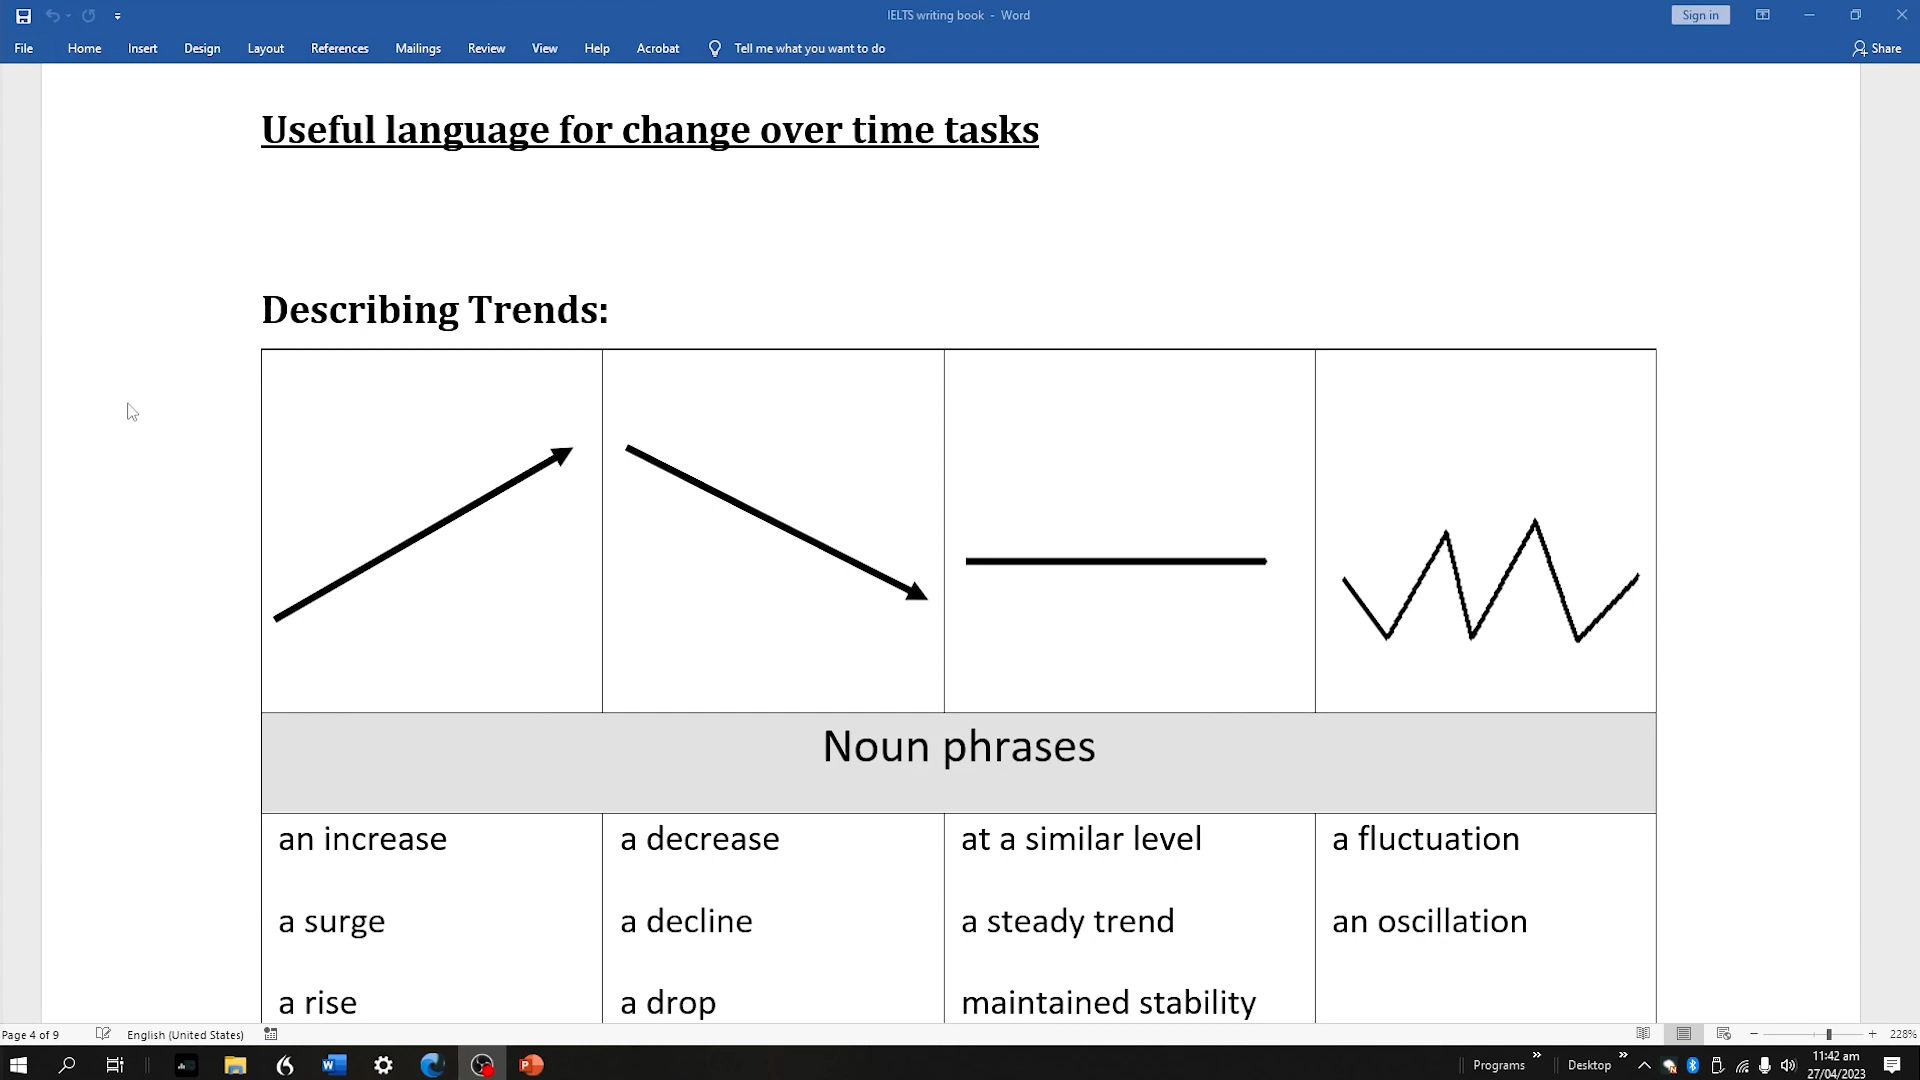 IELTS writing book - Word
Sign in
File Home Insert Design Layout References Mailings Review View Help Acrobat Tell me what you want to do Share
Useful language for change over time tasks
Describing Trends:
Noun phrases
an increase a decrease at a similar level a fluctuation
a surge a decline a steady trend an oscillation
a rise a drop maintained stability
Page 4 of 9 English (United States) 228%
Programs Desktop 11:42 am
27/04/2023